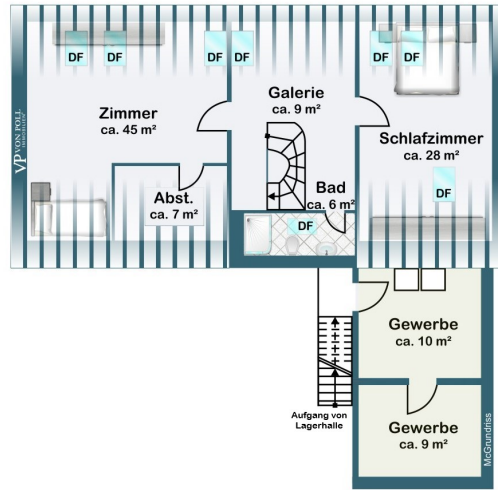 DF DF DF DF DF DF
Zimmer
ca. 45 m²
Galerie
ca. 9 m²
Schlafzimmer
ca. 28 m²
DF
Abst.
ca. 7 m²
Bad
ca. 6 m²
DF
VP VON POLL
IMMOBILIEN
Gewerbe
ca. 10 m²
Aufgang von
Lagerhalle
Gewerbe
ca. 9 m²
McGrundriss